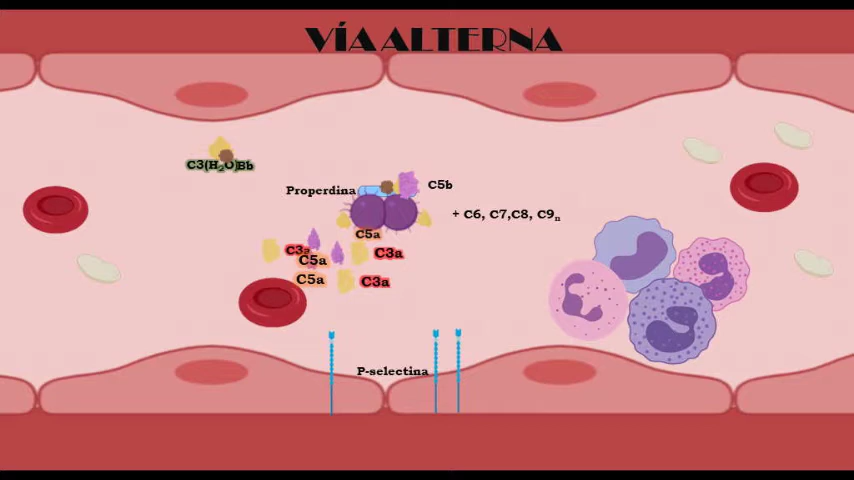 VÍA ALTERNA
C3(H₂O)Bb
Properdina
C5b
+ C6, C7,C8, C9ₙ
C5a
C3a
C5a
C3a
C5a
C3a
P-selectina